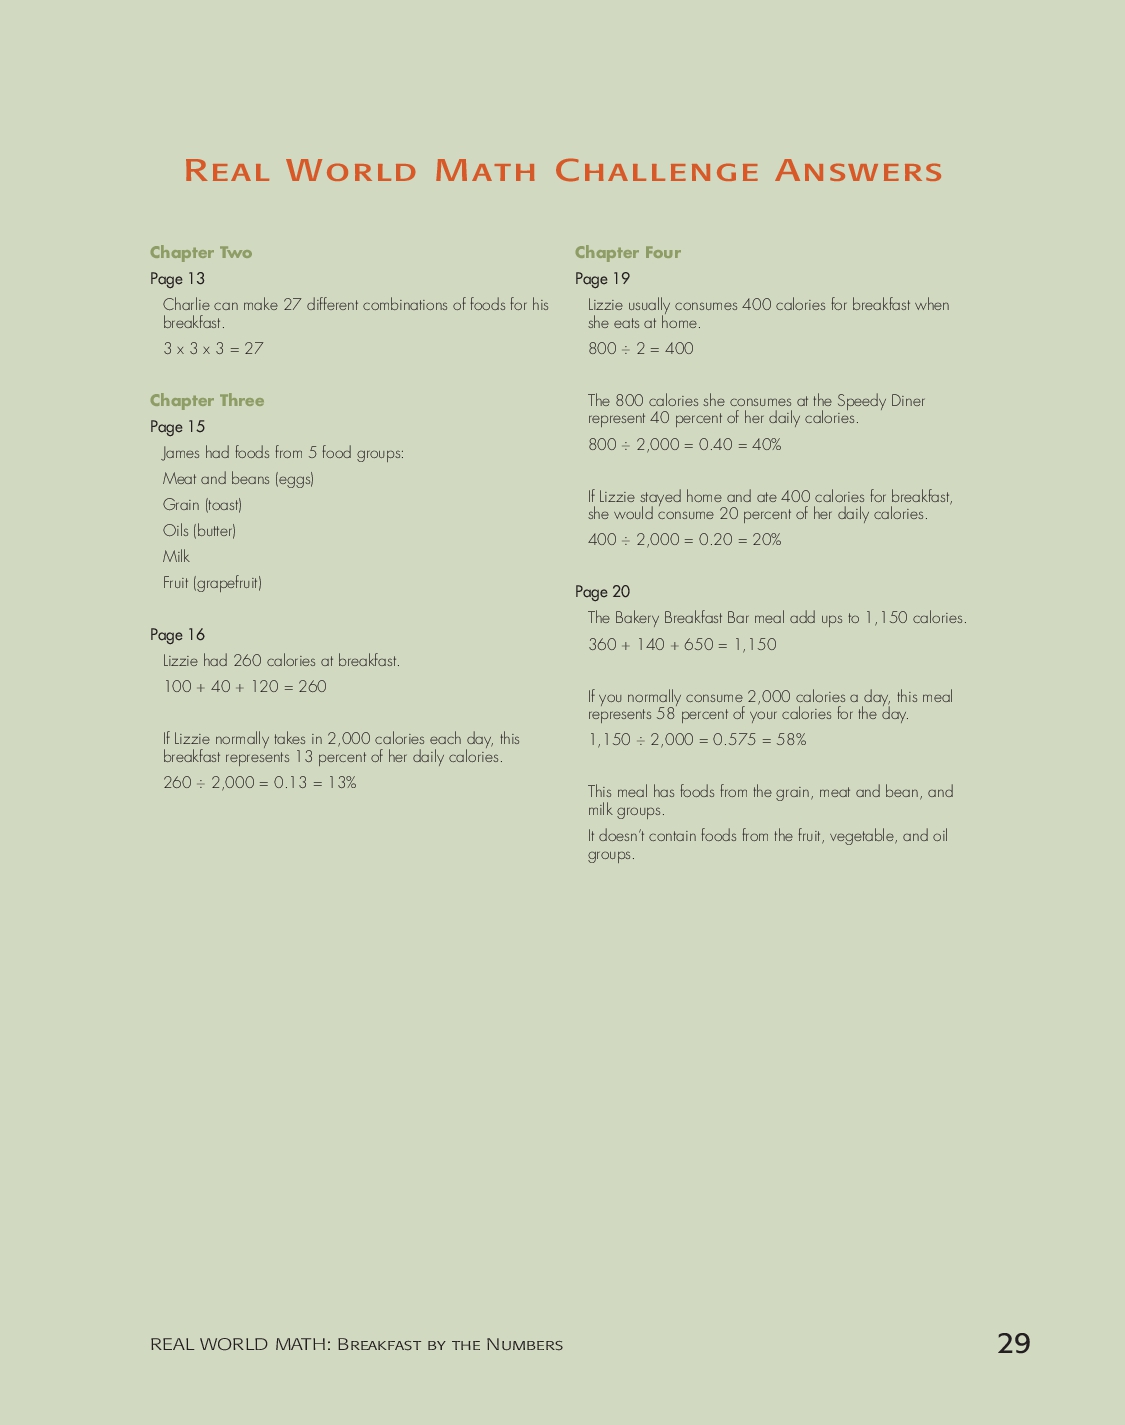 Real World Math Challenge Answers
Chapter Two
Page 13
Charlie can make 27 different combinations of foods for his
breakfast.
3 x 3 x 3 = 27
Chapter Three
Page 15
James had foods from 5 food groups:
Meat and beans (eggs)
Grain (toast)
Oils (butter)
Milk
Fruit (grapefruit)
Page 16
Lizzie had 260 calories at breakfast.
100 + 40 + 120 = 260
If Lizzie normally takes in 2,000 calories each day, this
breakfast represents 13 percent of her daily calories.
260 ÷ 2,000 = 0.13 = 13%
Chapter Four
Page 19
Lizzie usually consumes 400 calories for breakfast when
she eats at home.
800 ÷ 2 = 400
The 800 calories she consumes at the Speedy Diner
represent 40 percent of her daily calories.
800 ÷ 2,000 = 0.40 = 40%
If Lizzie stayed home and ate 400 calories for breakfast,
she would consume 20 percent of her daily calories.
400 ÷ 2,000 = 0.20 = 20%
Page 20
The Bakery Breakfast Bar meal add ups to 1,150 calories.
360 + 140 + 650 = 1,150
If you normally consume 2,000 calories a day, this meal
represents 58 percent of your calories for the day.
1,150 ÷ 2,000 = 0.575 = 58%
This meal has foods from the grain, meat and bean, and
milk groups.
It doesn't contain foods from the fruit, vegetable, and oil
groups.
REAL WORLD MATH: Breakfast by the Numbers
29